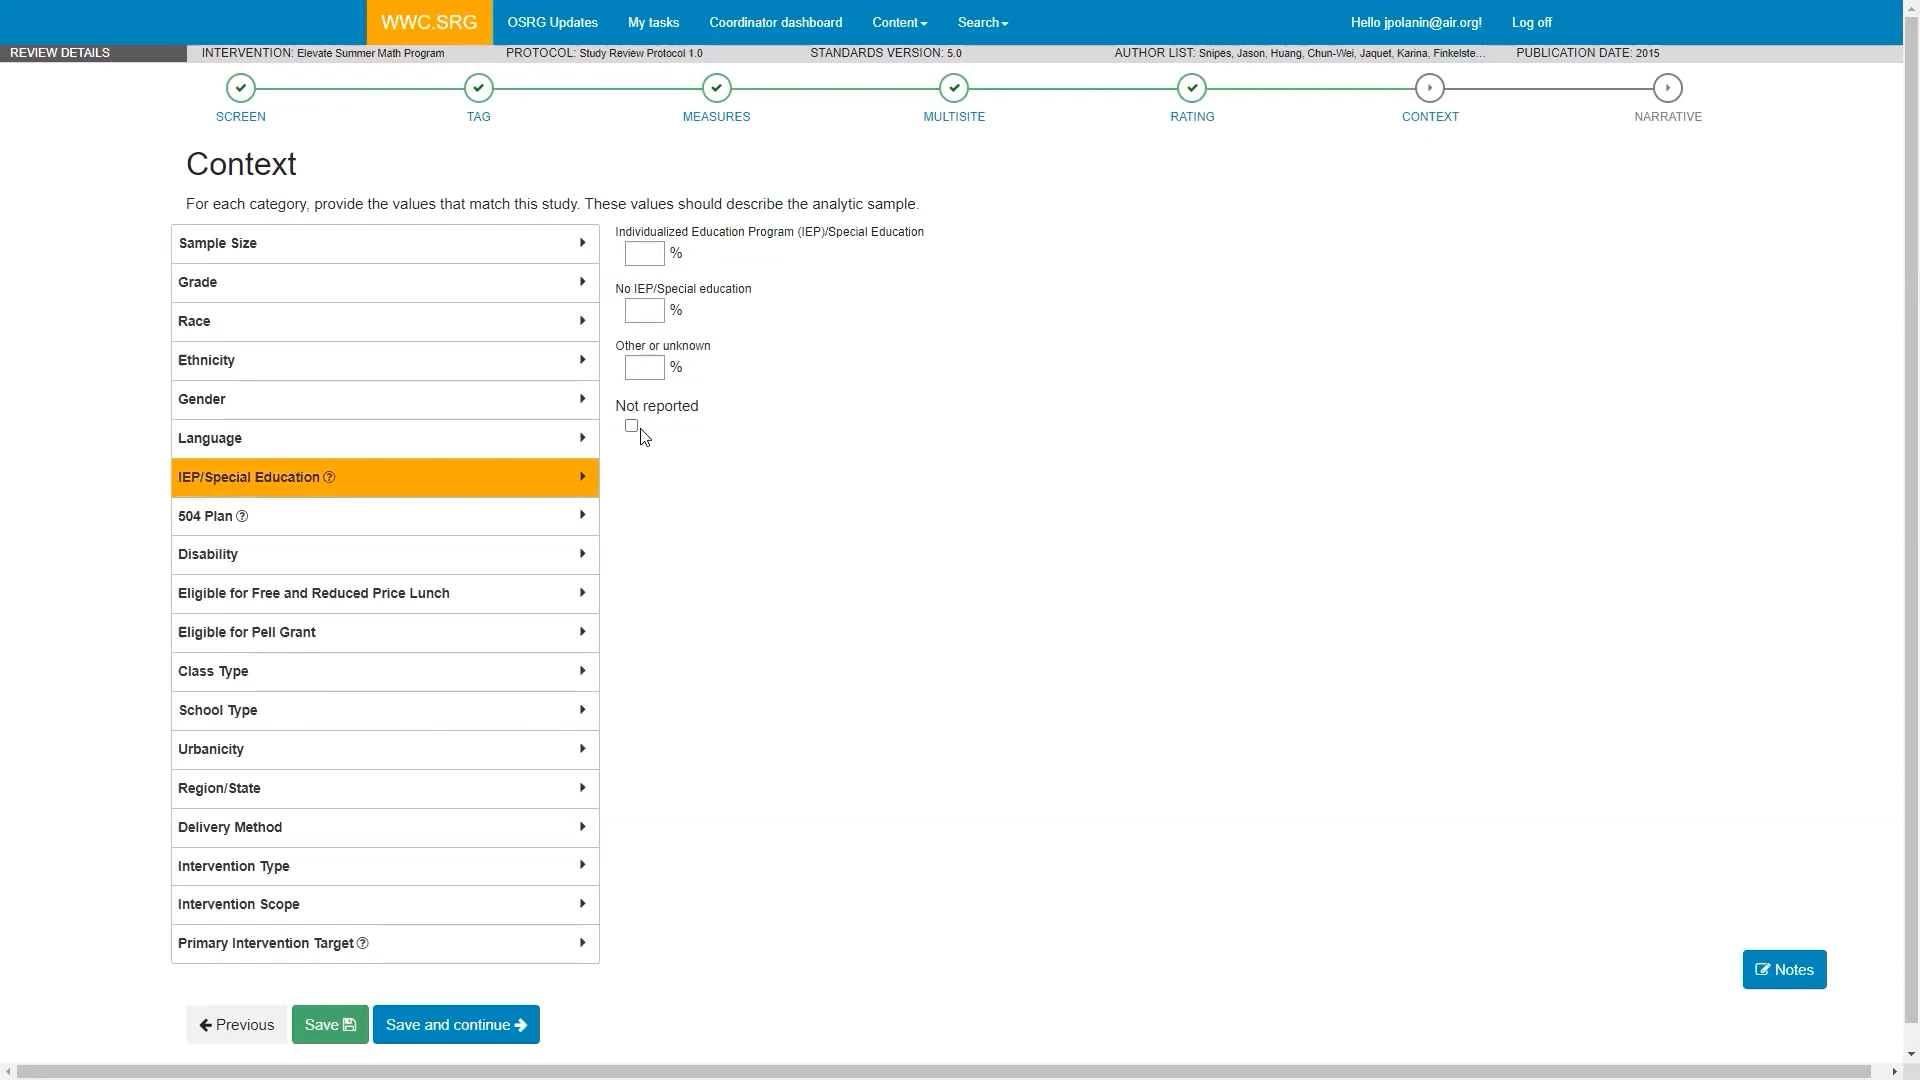 WWC.SRG OSRG Updates My tasks Coordinator dashboard Content Search Hello jpolanin@air.org! Log off
REVIEW DETAILS INTERVENTION: Elevate Summer Math Program PROTOCOL: Study Review Protocol 1.0 STANDARDS VERSION: 5.0 AUTHOR LIST: Snipes, Jason, Huang, Chun-Wei, Jaquet, Karina, Finkelste... PUBLICATION DATE: 2015
SCREEN TAG MEASURES MULTISITE RATING CONTEXT NARRATIVE
Context
For each category, provide the values that match this study. These values should describe the analytic sample.
Sample Size
Grade
Race
Ethnicity
Gender
Language
IEP/Special Education ?
504 Plan ?
Disability
Eligible for Free and Reduced Price Lunch
Eligible for Pell Grant
Class Type
School Type
Urbanicity
Region/State
Delivery Method
Intervention Type
Intervention Scope
Primary Intervention Target ?
Individualized Education Program (IEP)/Special Education
%
No IEP/Special education
%
Other or unknown
%
Not reported
Notes
Previous Save Save and continue